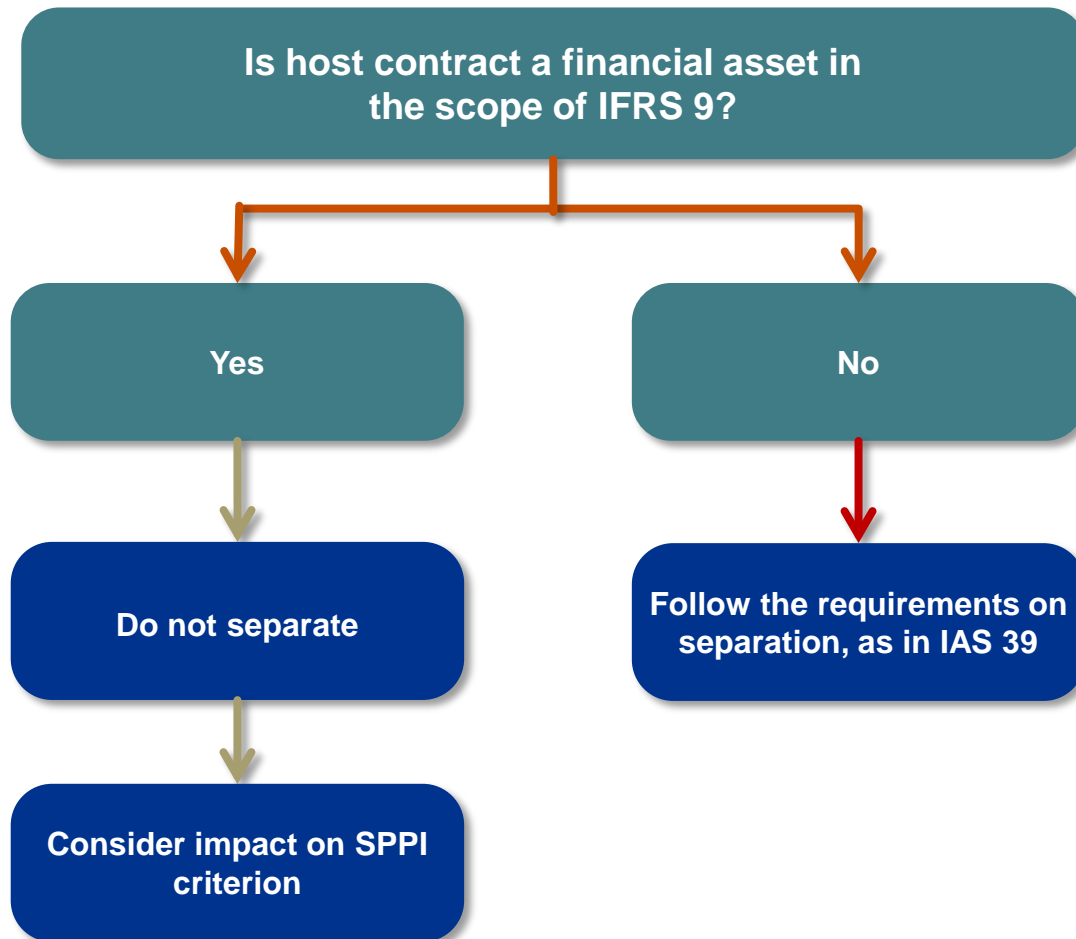 Is host contract a financial asset in
the scope of IFRS 9?
Yes
No
Do not separate
Follow the requirements on
separation, as in IAS 39
Consider impact on SPPI
criterion